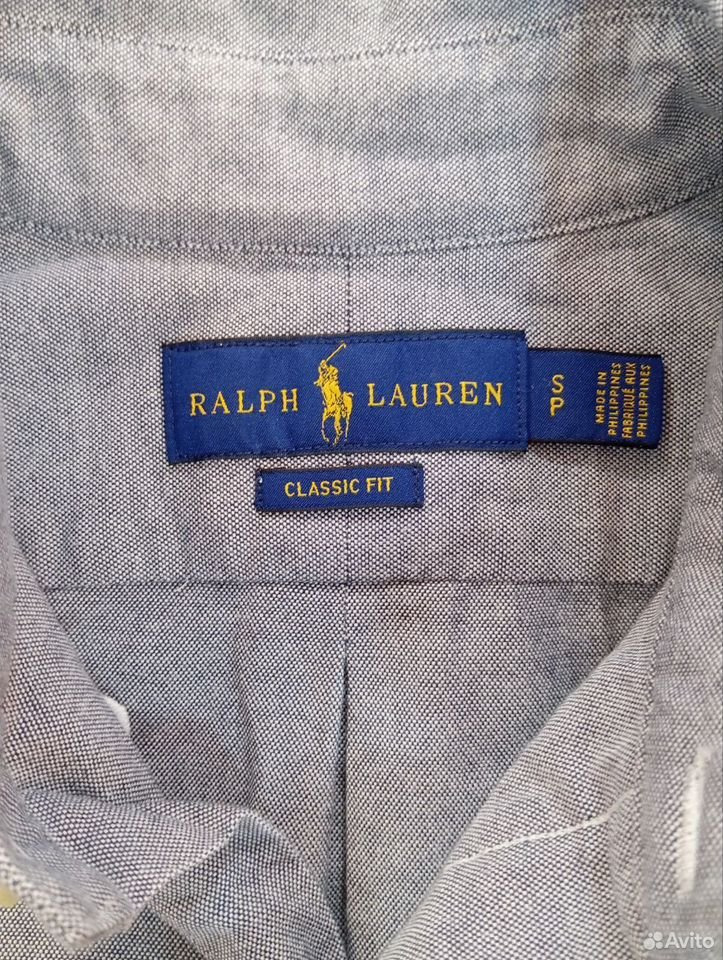 RALPH LAUREN
S
P
MADE IN
PHILIPPINES
FABRIQUÉ AUX
PHILIPPINES
CLASSIC FIT
Avito